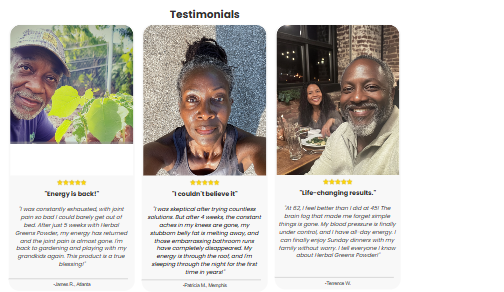 Testimonials
"Energy is back!"
"I was constantly exhausted, with joint
pain so bad I could barely get out of
bed. After just 5 weeks with Herbal
Greens Powder, my energy has returned
and the joint pain is almost gone. I'm
back to gardening and playing with my
grandkids again. This product is a true
blessing!"
-James R., Atlanta
"I couldn't believe it"
"I was skeptical after trying countless
solutions. But after 4 weeks, the constant
aches in my knees are gone, my
stubborn belly fat is melting away, and
those embarrassing bathroom runs
have completely disappeared. My
energy is through the roof, and I'm
sleeping through the night for the first
time in years!"
-Patricia M., Memphis
"Life-changing results."
"At 62, I feel better than I did at 45! The
brain fog that made me forget simple
things is gone. My blood pressure is finally
under control, and I have all-day energy. I
can finally enjoy Sunday dinners with my
family without worry. I tell everyone I know
about Herbal Greens Powder!"
-Terrence W.